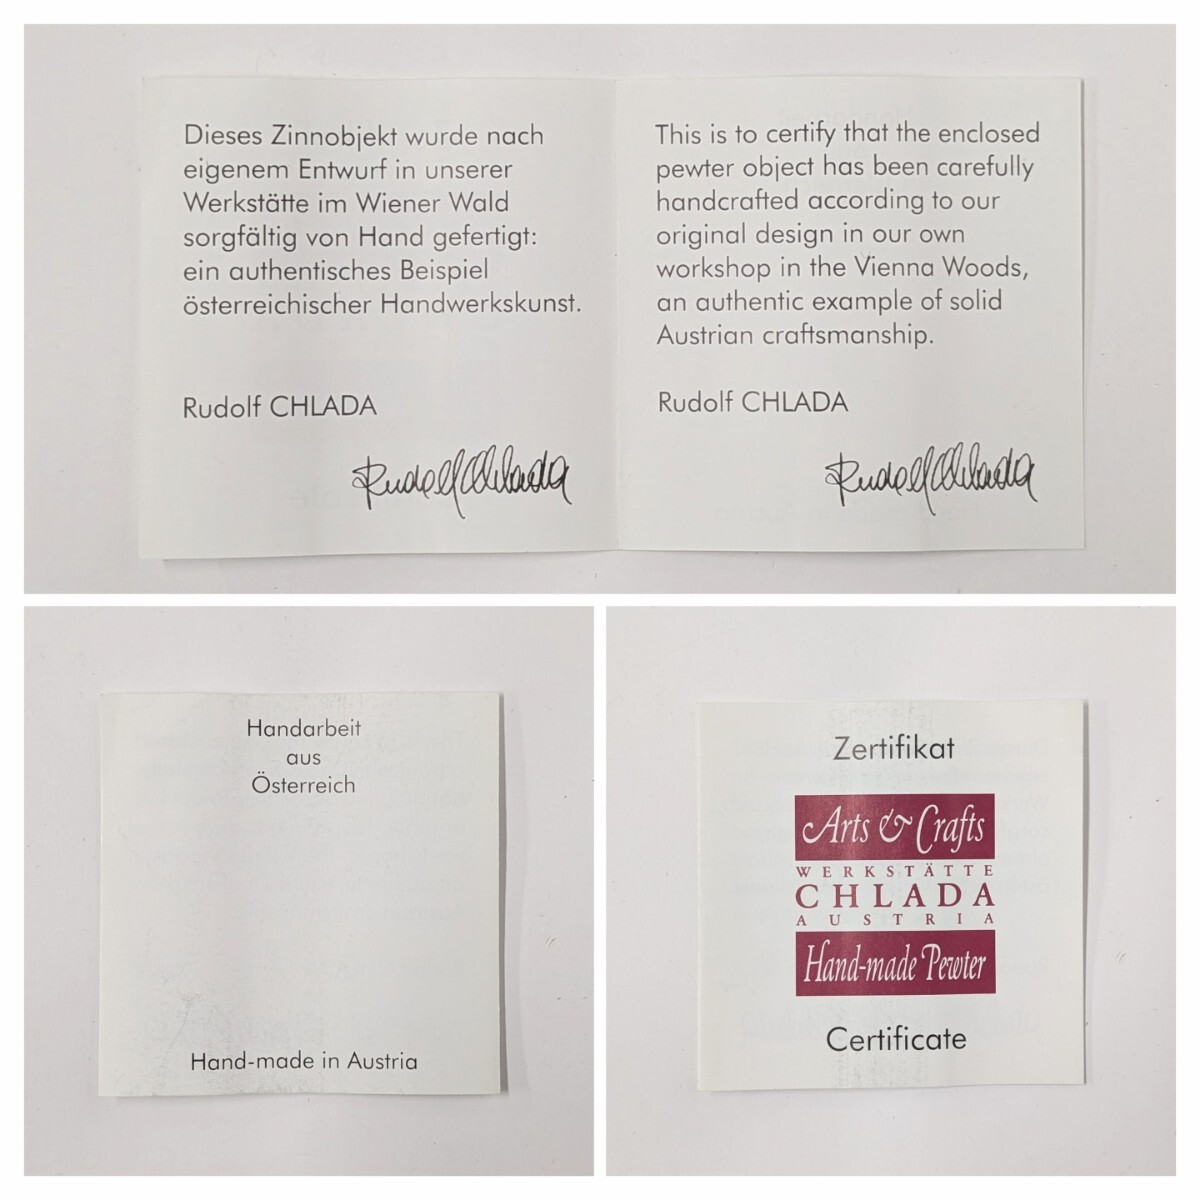 Dieses Zinnobjekt wurde nach
eigenem Entwurf in unserer
Werkstätte im Wiener Wald
sorgfältig von Hand gefertigt:
ein authentisches Beispiel
österreichischer Handwerkskunst.
Rudolf CHLADA
Rudolf Chlada
This is to certify that the enclosed
pewter object has been carefully
handcrafted according to our
original design in our own
workshop in the Vienna Woods,
an authentic example of solid
Austrian craftsmanship.
Rudolf CHLADA
Rudolf Chlada
Handarbeit
aus
Österreich
Hand-made in Austria
Zertifikat
Arts & Crafts
WERKSTÄTTE
CHLADA
AUSTRIA
Hand-made Pewter
Certificate